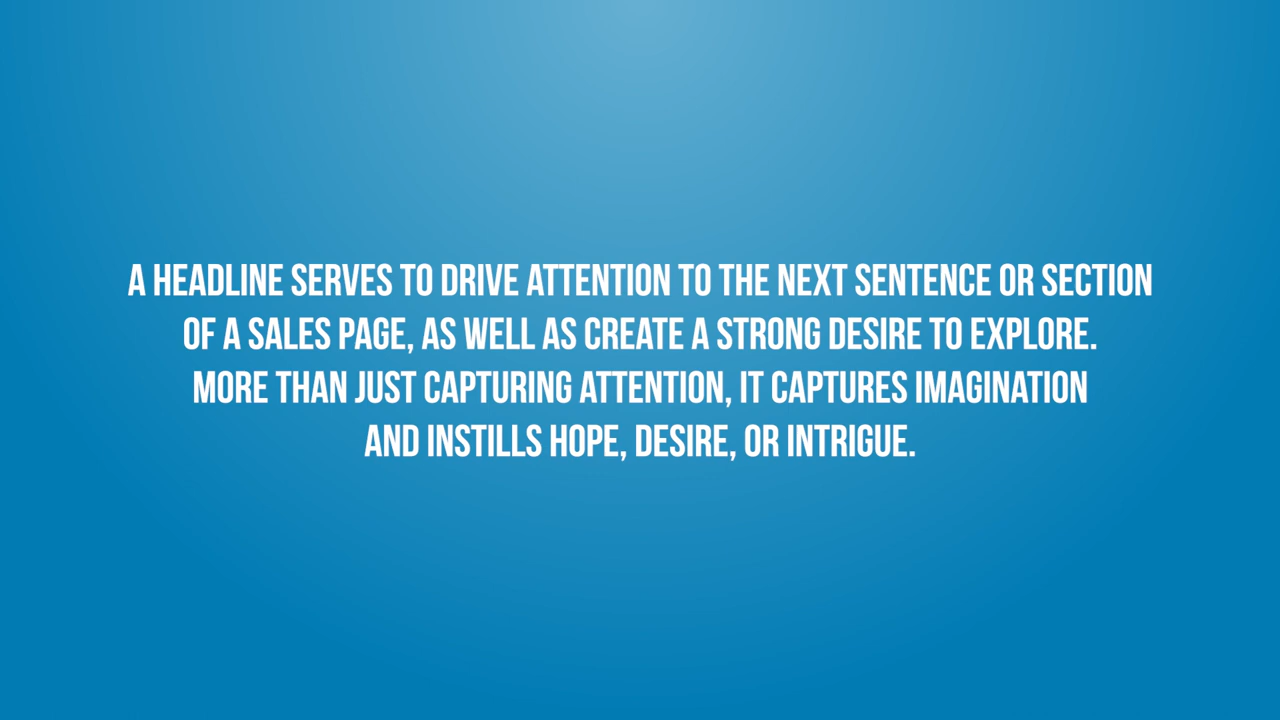 A HEADLINE SERVES TO DRIVE ATTENTION TO THE NEXT SENTENCE OR SECTION
OF A SALES PAGE, AS WELL AS CREATE A STRONG DESIRE TO EXPLORE.
MORE THAN JUST CAPTURING ATTENTION, IT CAPTURES IMAGINATION
AND INSTILLS HOPE, DESIRE, OR INTRIGUE.